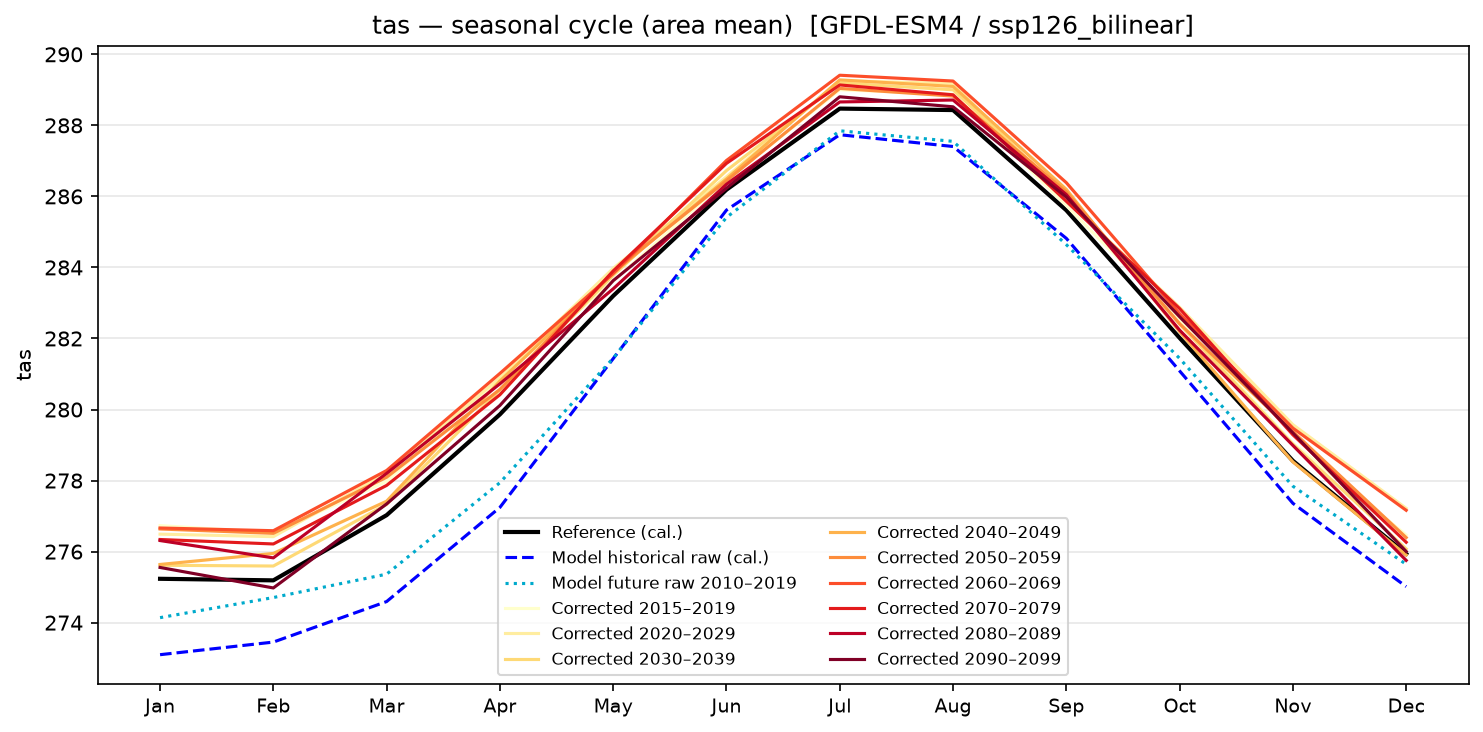 tas — seasonal cycle (area mean)  [GFDL-ESM4 / ssp126_bilinear]
290
288
286
284
282
280
278
276
274
tas
Reference (cal.)
Model historical raw (cal.)
Model future raw 2010–2019
Corrected 2015–2019
Corrected 2020–2029
Corrected 2030–2039
Corrected 2040–2049
Corrected 2050–2059
Corrected 2060–2069
Corrected 2070–2079
Corrected 2080–2089
Corrected 2090–2099
Jan Feb Mar Apr May Jun Jul Aug Sep Oct Nov Dec